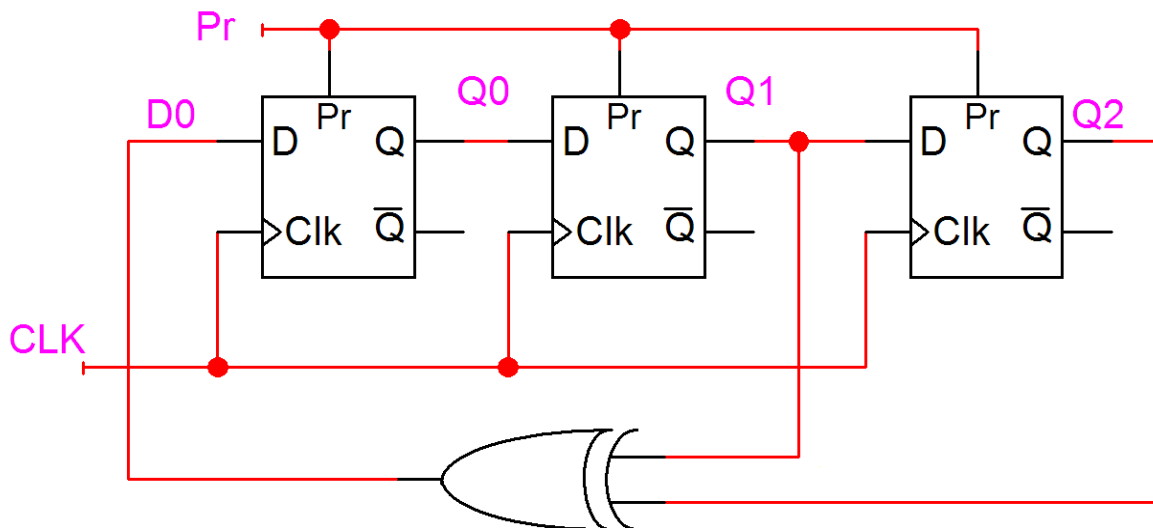 Pr
D0 Pr Q0 Pr Q1 Pr Q2
D Q D Q D Q
Clk Q̅ Clk Q̅ Clk Q̅
CLK